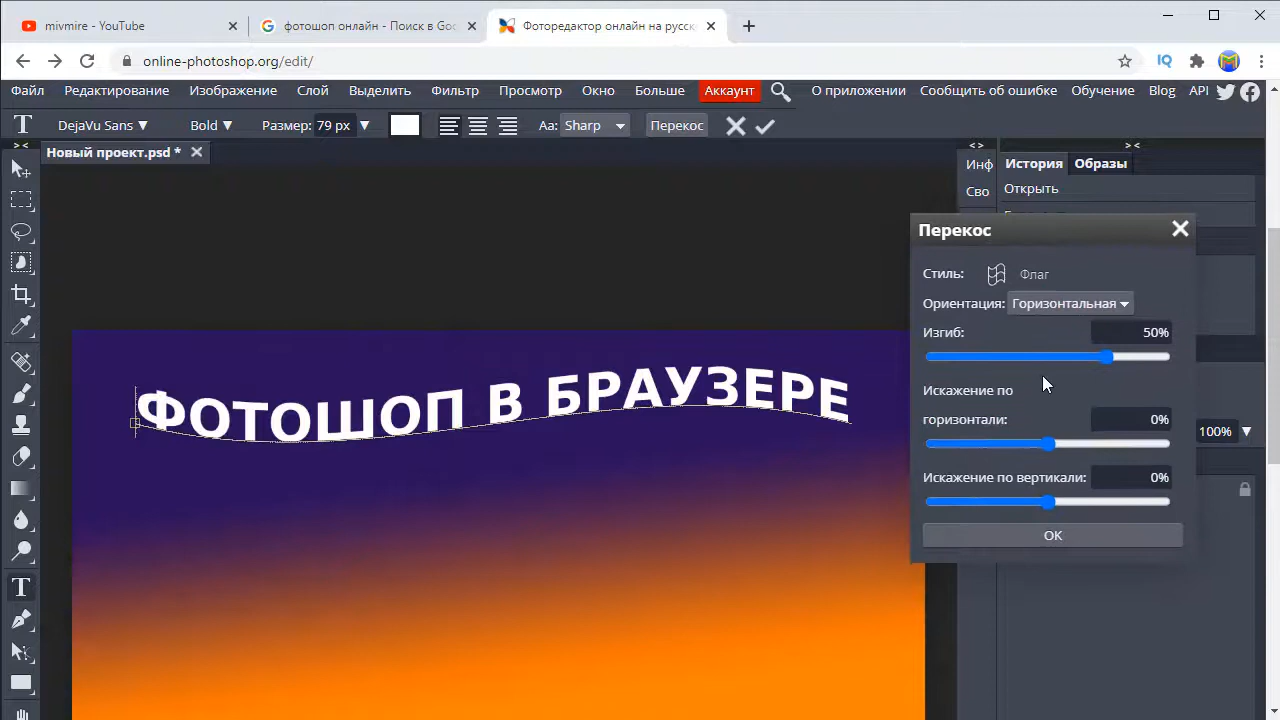 mivmire - YouTube
фотошоп онлайн - Поиск в Goo
Фоторедактор онлайн на русск
online-photoshop.org/edit/
IQ
Файл Редактирование Изображение Слой Выделить Фильтр Просмотр Окно Больше Аккаунт О приложении Сообщить об ошибке Обучение Blog API
DejaVu Sans Bold Размер: 79 px Aa: Sharp Перекос
Новый проект.psd *
Инф
Сво
История Образы
Открыть
Перекос
Стиль: Флаг
Ориентация: Горизонтальная
Изгиб: 50%
Искажение по
горизонтали: 0%
Искажение по вертикали: 0%
OK
100%
ФОТОШОП В БРАУЗЕРЕ